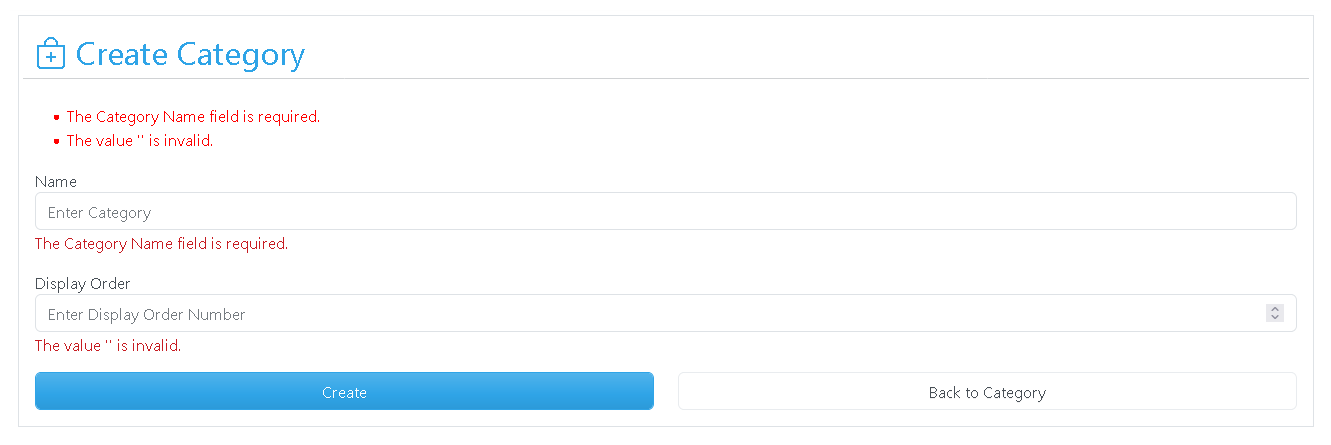 Create Category
The Category Name field is required.
The value '' is invalid.
Name
Enter Category
The Category Name field is required.
Display Order
Enter Display Order Number
The value '' is invalid.
Create
Back to Category